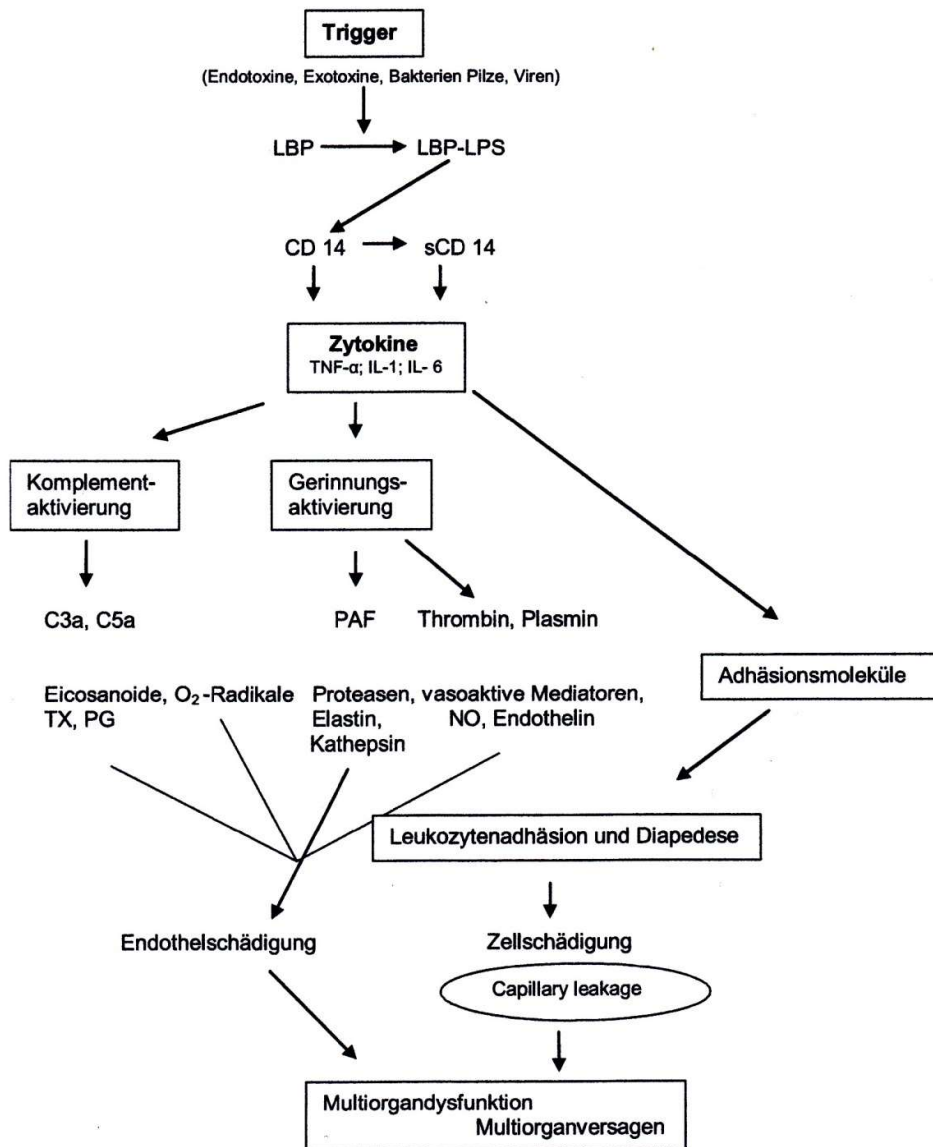 Trigger
(Endotoxine, Exotoxine, Bakterien Pilze, Viren)
LBP LBP-LPS
CD 14 sCD 14
Zytokine
TNF-α; IL-1; IL- 6
Komplement-
aktivierung
Gerinnungs-
aktivierung
C3a, C5a PAF Thrombin, Plasmin
Adhäsionsmoleküle
Eicosanoide, O₂-Radikale
TX, PG
Proteasen, vasoaktive Mediatoren,
Elastin, NO, Endothelin
Kathepsin
Leukozytenadhäsion und Diapedese
Endothelschädigung Zellschädigung
Capillary leakage
Multiorgandysfunktion
Multiorganversagen